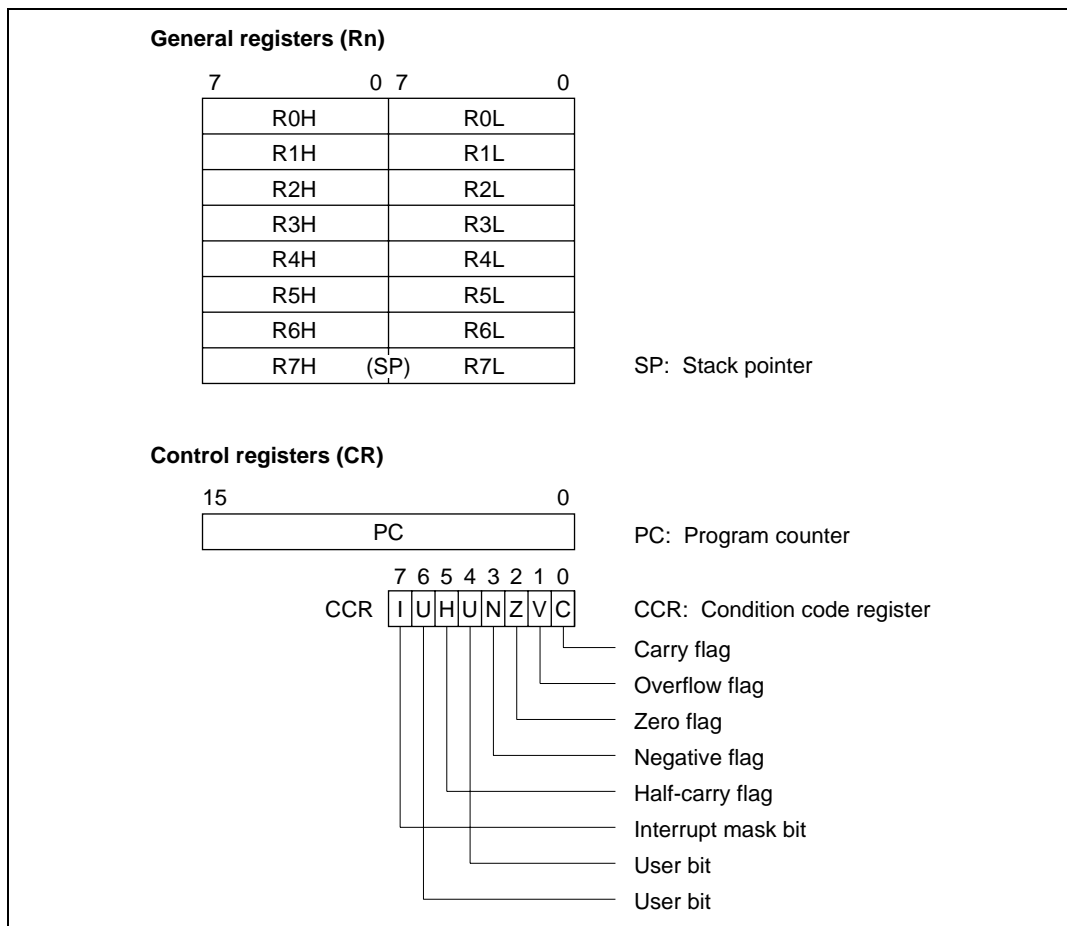 General registers (Rn)
7 0 7 0
R0H R0L
R1H R1L
R2H R2L
R3H R3L
R4H R4L
R5H R5L
R6H R6L
R7H (SP) R7L SP: Stack pointer
Control registers (CR)
15 0
PC PC: Program counter
7 6 5 4 3 2 1 0
CCR I U H U N Z V C CCR: Condition code register
Carry flag
Overflow flag
Zero flag
Negative flag
Half-carry flag
Interrupt mask bit
User bit
User bit